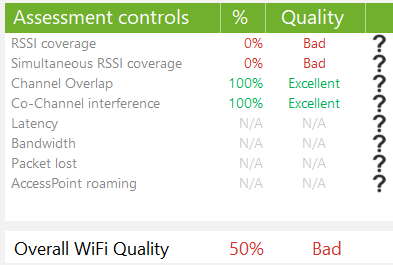 Assessment controls % Quality
RSSI coverage 0% Bad ?
Simultaneous RSSI coverage 0% Bad ?
Channel Overlap 100% Excellent ?
Co-Channel interference 100% Excellent ?
Latency N/A N/A ?
Bandwidth N/A N/A ?
Packet lost N/A N/A ?
AccessPoint roaming N/A N/A ?
Overall WiFi Quality 50% Bad